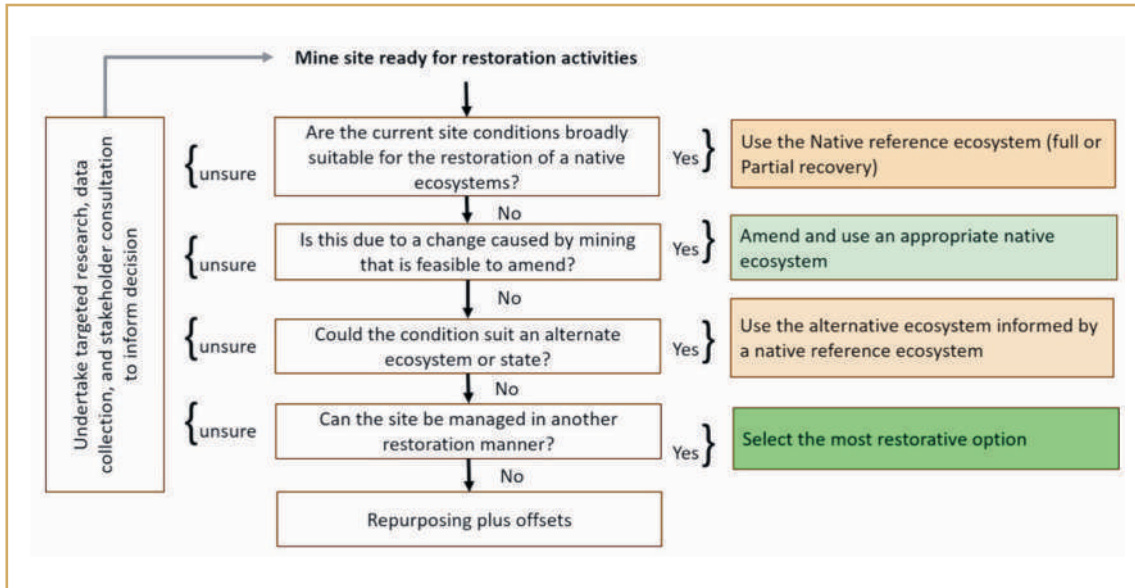 Mine site ready for restoration activities
Undertake targeted research, data
collection, and stakeholder consultation
to inform decision
Are the current site conditions broadly
suitable for the restoration of a native
ecosystems?
unsure
Yes
Use the Native reference ecosystem (full or
Partial recovery)
No
Is this due to a change caused by mining
that is feasible to amend?
unsure
Yes
Amend and use an appropriate native
ecosystem
No
Could the condition suit an alternate
ecosystem or state?
unsure
Yes
Use the alternative ecosystem informed by
a native reference ecosystem
No
Can the site be managed in another
restoration manner?
unsure
Yes
Select the most restorative option
No
Repurposing plus offsets